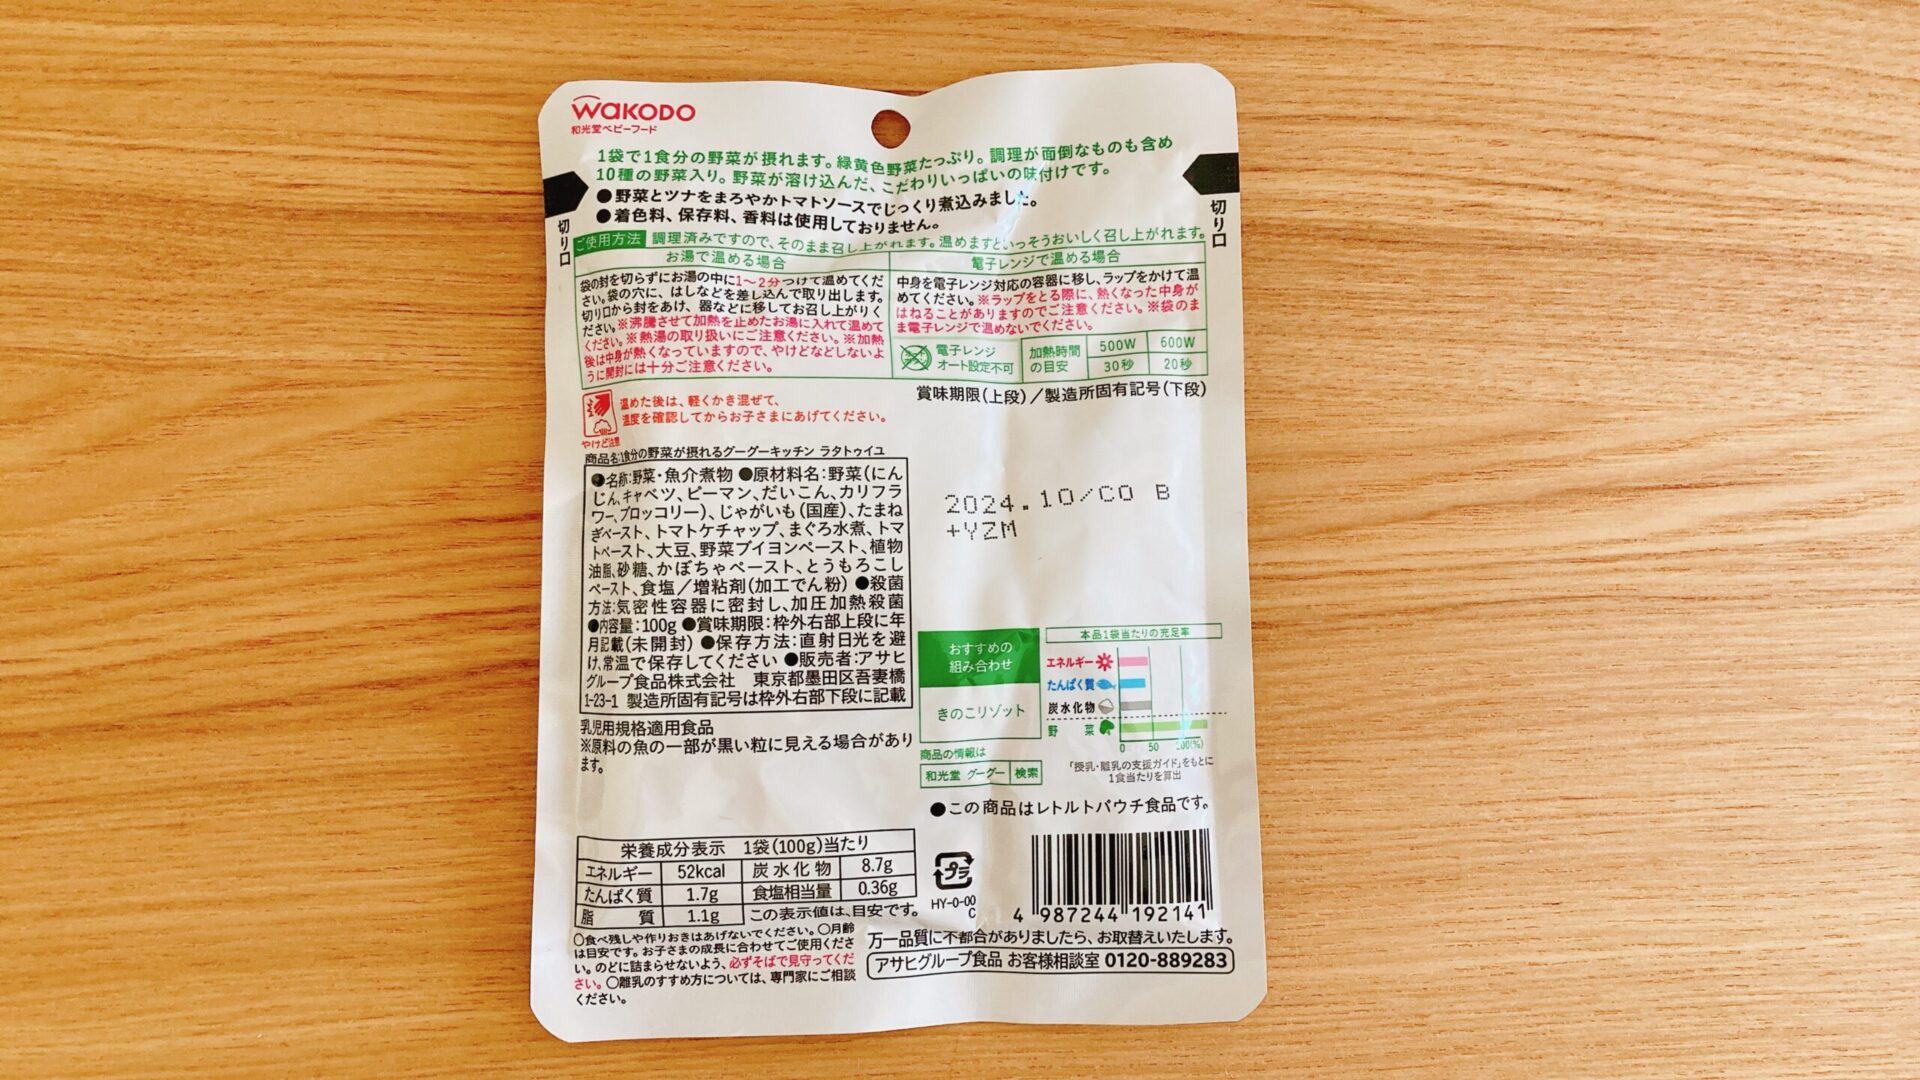 WAKODO
和光堂ベビーフード
1袋で1食分の野菜が摂れます。緑黄色野菜たっぷり。調理が面倒なものも含め
10種の野菜入り。野菜が溶け込んだ、こだわりいっぱいの味付けです。
●野菜とツナをまろやかトマトソースでじっくり煮込みました。
●着色料、保存料、香料は使用しておりません。
切り口
切り口
ご使用方法 調理済みですので、そのまま召し上がれます。温めますといっそうおいしく召し上がれます。
お湯で温める場合
袋の封を切らずにお湯の中に1〜2分つけて温めてくだ
さい。袋の穴に、はしなどを差し込んで取り出します。
切り口から封をあけ、器などに移してお召し上がりく
ださい。※沸騰させて加熱を止めたお湯に入れて温めて
ください。※熱湯の取り扱いにご注意ください。※加熱
後は中身が熱くなっていますので、やけどなどしないよ
うに開封には十分ご注意ください。
電子レンジで温める場合
中身を電子レンジ対応の容器に移し、ラップをかけて温
めてください。※ラップをとる際に、熱くなった中身が
はねることがありますのでご注意ください。※袋のま
ま電子レンジで温めないでください。
電子レンジ
オート設定不可
加熱時間
の目安
500W 600W
30秒 20秒
やけど注意
温めた後は、軽くかき混ぜて、
温度を確認してからお子さまにあげてください。
賞味期限(上段)/製造所固有記号(下段)
2024.10/CO B
+YZM
商品名:1食分の野菜が摂れるグーグーキッチン ラタトゥイユ
●名称:野菜・魚介煮物 ●原材料名:野菜(にん
じん、キャベツ、ピーマン、だいこん、カリフラ
ワー、ブロッコリー)、じゃがいも(国産)、たまね
ぎペースト、トマトケチャップ、まぐろ水煮、トマ
トペースト、大豆、野菜ブイヨンペースト、植物
油脂、砂糖、かぼちゃペースト、とうもろこし
ペースト、食塩/増粘剤(加工でん粉) ●殺菌
方法:気密性容器に密封し、加圧加熱殺菌
●内容量:100g ●賞味期限:枠外右部上段に年
月記載(未開封) ●保存方法:直射日光を避
け、常温で保存してください ●販売者:アサヒ
グループ食品株式会社 東京都墨田区吾妻橋
1-23-1 製造所固有記号は枠外右部下段に記載
乳児用規格適用食品
※原料の魚の一部が黒い粒に見える場合があり
ます。
おすすめの
組み合わせ
きのこリゾット
商品の情報は
和光堂 グーグー 検索
本品1袋当たりの充足率
エネルギー
たんぱく質
炭水化物
野菜
0 50 100(%)
「授乳・離乳の支援ガイド」をもとに
1食当たりを算出
●この商品はレトルトパウチ食品です。
栄養成分表示 1袋(100g)当たり
エネルギー 52kcal 炭水化物 8.7g
たんぱく質 1.7g 食塩相当量 0.36g
脂質 1.1g この表示値は、目安です。
プラ
HY-0-00
C
4 987244 192141
○食べ残しや作りおきはあげないでください。○月齢
は目安です。お子さまの成長に合わせてご使用くださ
い。のどに詰まらせないよう、必ずそばで見守ってくだ
さい。○離乳のすすめ方については、専門家にご相談
ください。
万一品質に不都合がありましたら、お取替えいたします。
アサヒグループ食品 お客様相談室 0120-889283